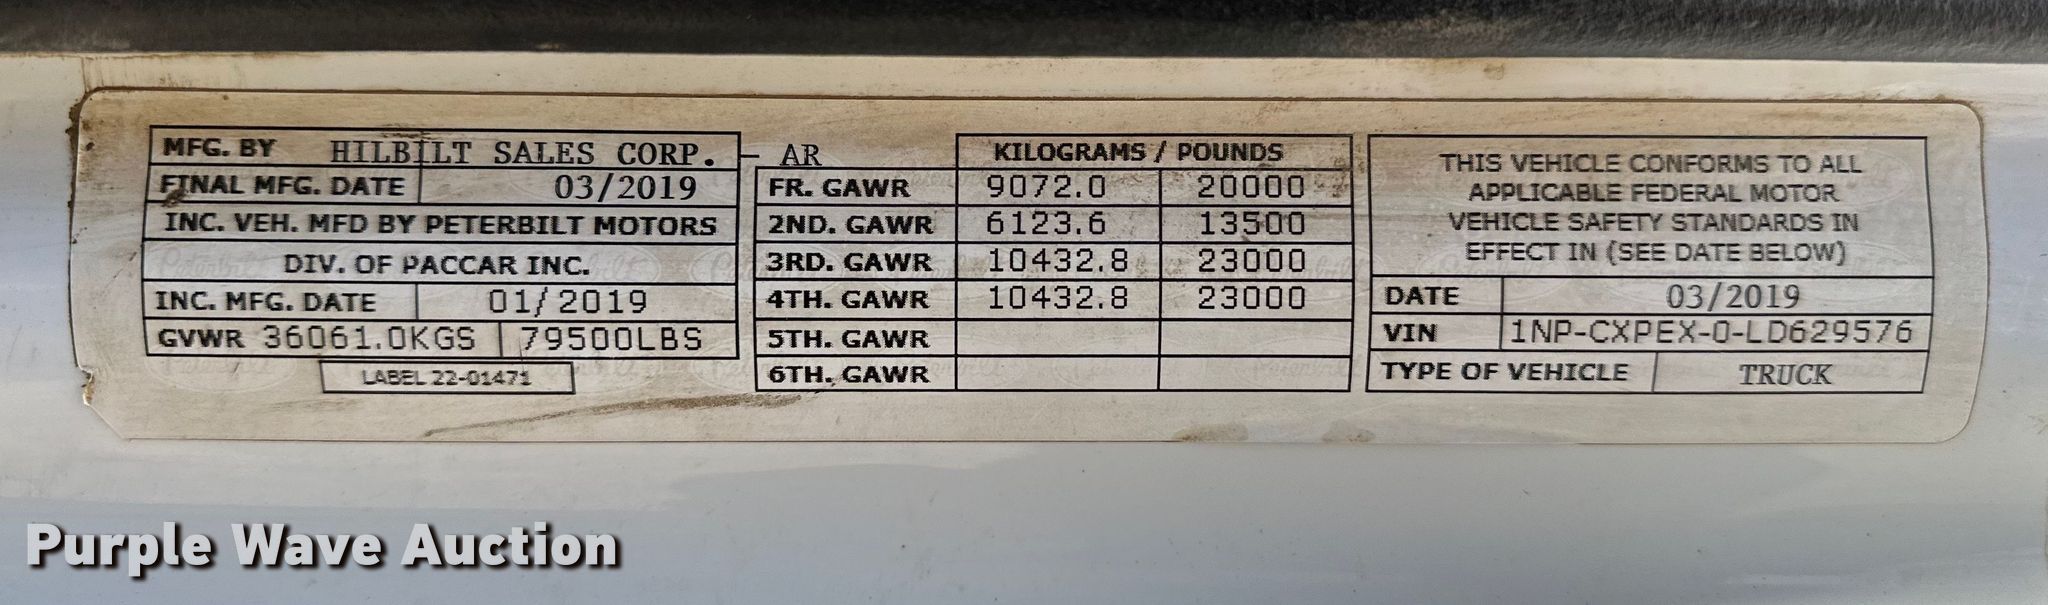 MFG. BY HILBILT SALES CORP. - AR
FINAL MFG. DATE 03/2019
INC. VEH. MFD BY PETERBILT MOTORS
DIV. OF PACCAR INC.
INC. MFG. DATE 01/2019
GVWR 36061.0KGS 79500LBS
LABEL 22-01471
KILOGRAMS / POUNDS
FR. GAWR 9072.0 20000
2ND. GAWR 6123.6 13500
3RD. GAWR 10432.8 23000
4TH. GAWR 10432.8 23000
5TH. GAWR
6TH. GAWR
THIS VEHICLE CONFORMS TO ALL
APPLICABLE FEDERAL MOTOR
VEHICLE SAFETY STANDARDS IN
EFFECT IN (SEE DATE BELOW)
DATE 03/2019
VIN 1NP-CXPEX-0-LD629576
TYPE OF VEHICLE TRUCK
Purple Wave Auction